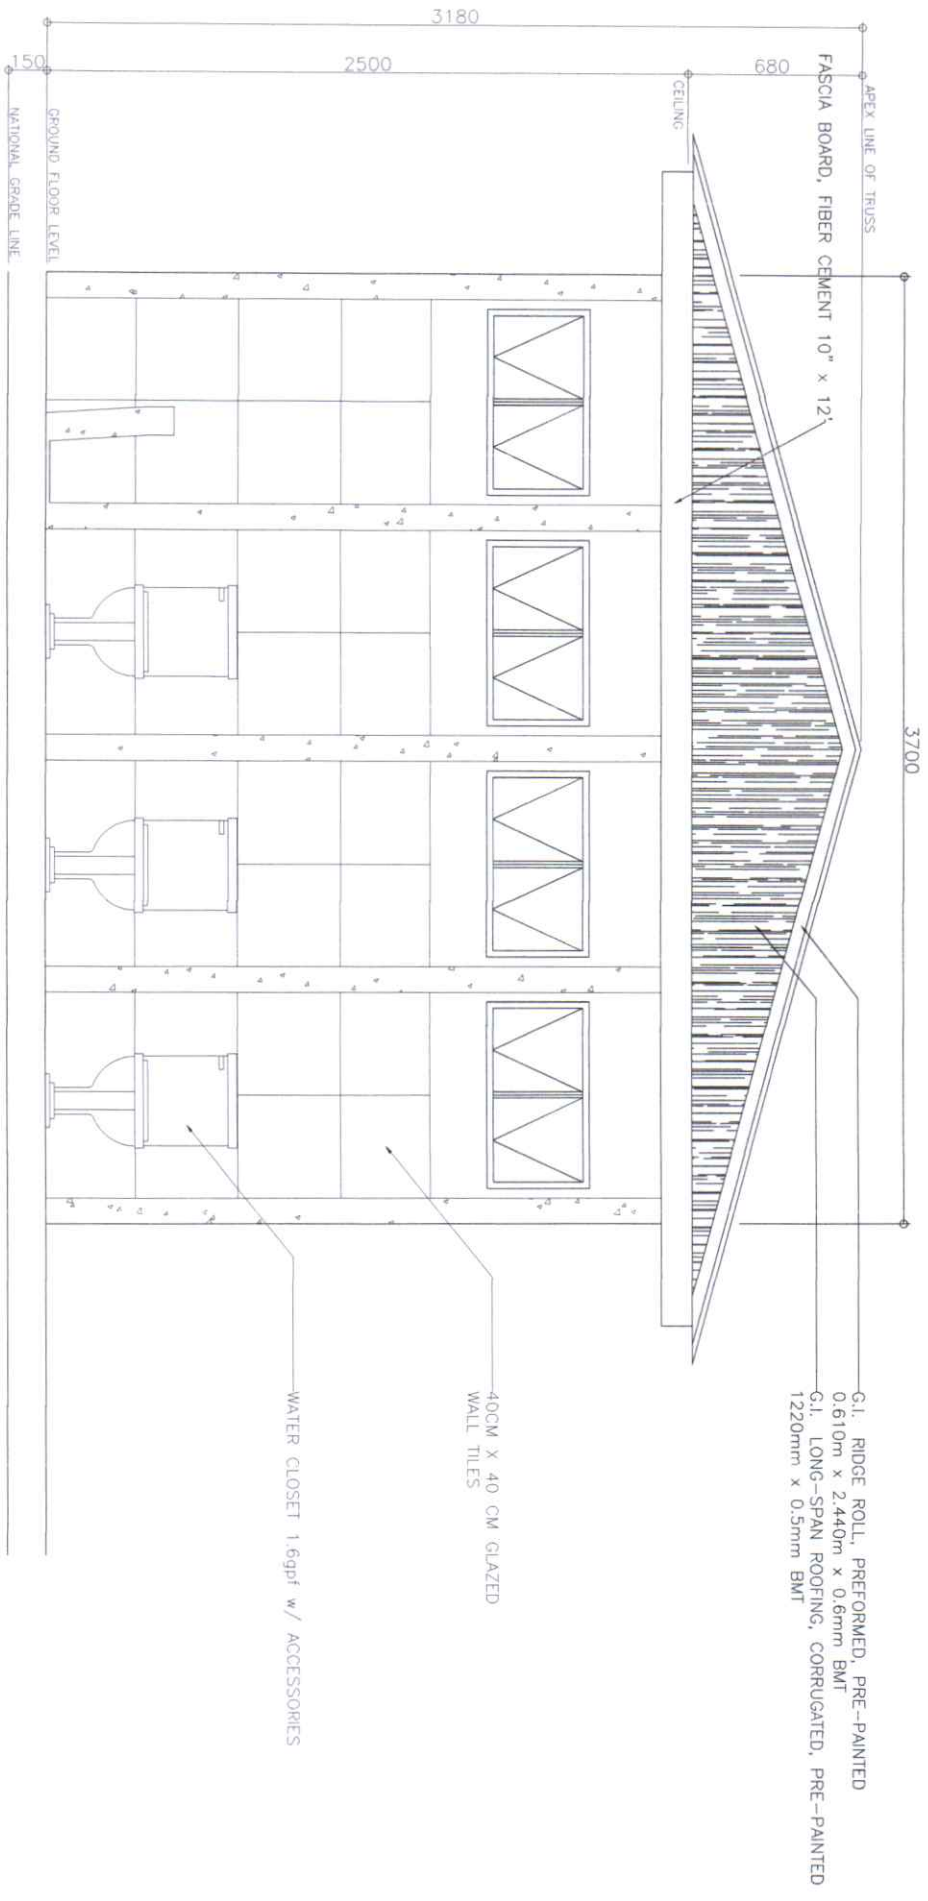 3700
G.I. RIDGE ROLL, PREFORMED, PRE-PAINTED
0.610m x 2.440m x 0.6mm BMT
G.I. LONG-SPAN ROOFING, CORRUGATED, PRE-PAINTED
1220mm x 0.5mm BMT
APEX LINE OF TRUSS
FASCIA BOARD, FIBER CEMENT 10" x 12'
680
CEILING
3180
2500
40CM X 40 CM GLAZED
WALL TILES
WATER CLOSET 1.6gpf w/ ACCESSORIES
GROUND FLOOR LEVEL
150
NATIONAL GRADE LINE